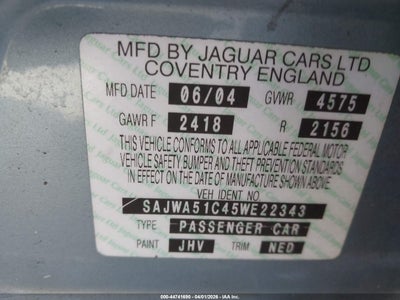 MFD BY JAGUAR CARS LTD
COVENTRY ENGLAND
MFD DATE 06/04 GVWR 4575
GAWR F 2418 R 2156
THIS VEHICLE CONFORMS TO ALL APPLICABLE FEDERAL MOTOR
VEHICLE SAFETY BUMPER AND THEFT PREVENTION STANDARDS
IN EFFECT ON THE DATE OF MANUFACTURE SHOWN ABOVE.
VEH IDENT NO
SAJWA51C45WE22343
TYPE PASSENGER CAR
PAINT JHV TRIM NED
000-44741690 - 04/01/2026 -